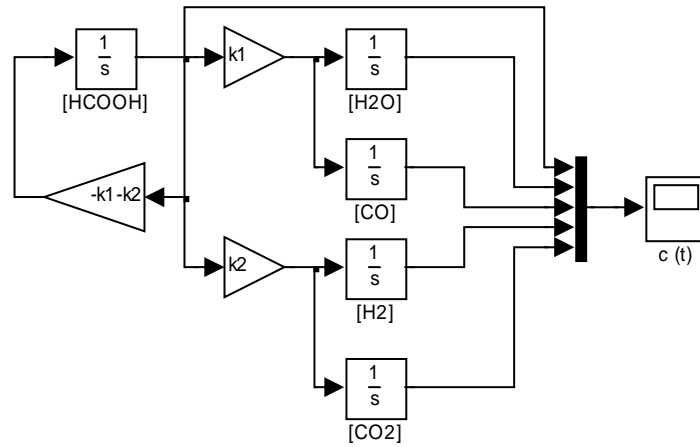 1
s
[HCOOH]
k1
1
s
[H2O]
1
s
[CO]
-k1-k2
k2
1
s
[H2]
1
s
[CO2]
c (t)